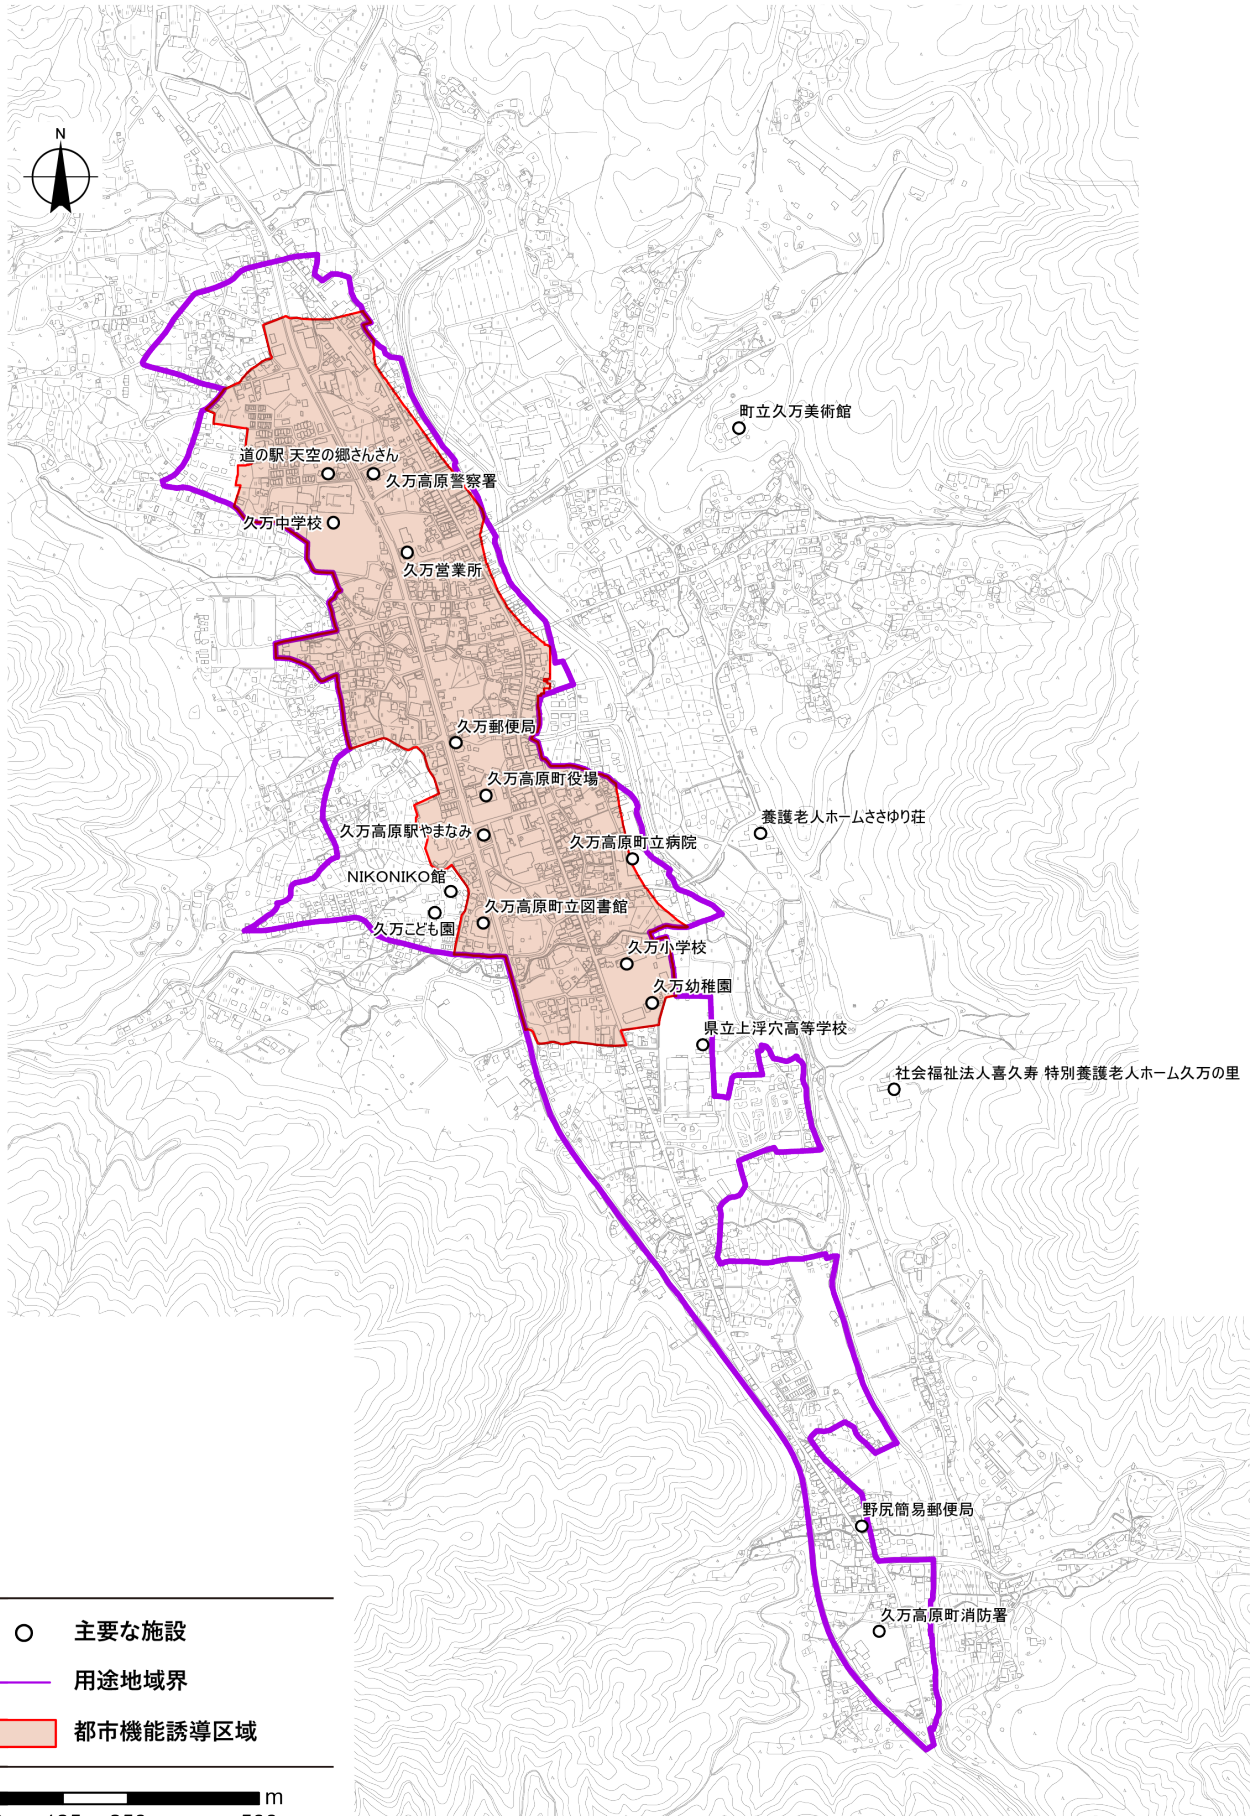 N
町立久万美術館
道の駅 天空の郷さんさん
久万高原警察署
久万中学校
久万営業所
久万郵便局
久万高原町役場
養護老人ホームささゆり荘
久万高原駅やまなみ
久万高原町立病院
NIKONIKO館
久万高原町立図書館
久万こども園
久万小学校
久万幼稚園
県立上浮穴高等学校
社会福祉法人喜久寿 特別養護老人ホーム久万の里
野尻簡易郵便局
久万高原町消防署
主要な施設
用途地域界
都市機能誘導区域
m